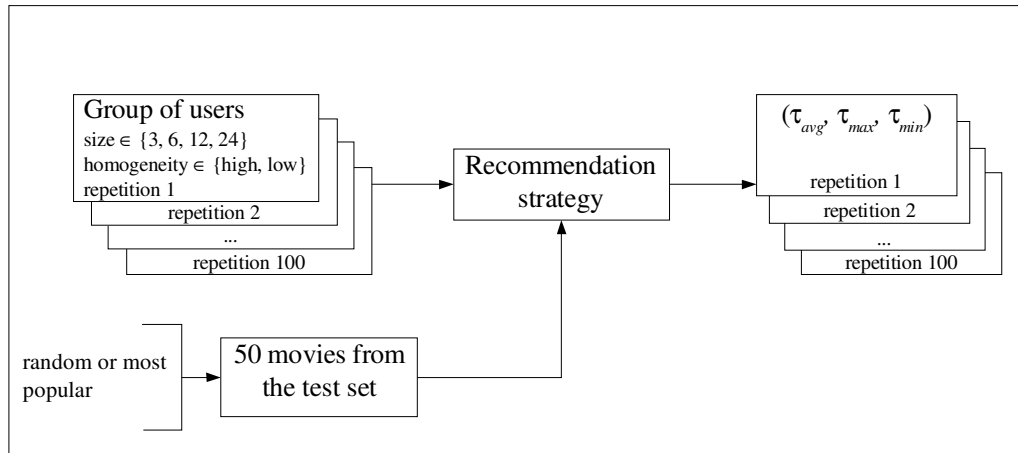 Group of users
size ∈ {3, 6, 12, 24}
homogeneity ∈ {high, low}
repetition 1
repetition 2
...
repetition 100
Recommendation
strategy
(τavg, τmax, τmin)
repetition 1
repetition 2
...
repetition 100
random or most
popular
50 movies from
the test set